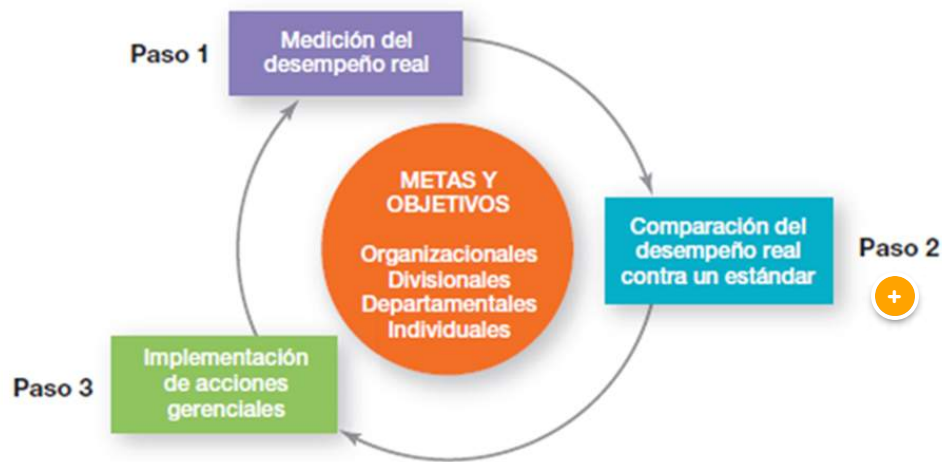 Paso 1
Medición del
desempeño real
METAS Y
OBJETIVOS
Organizacionales
Divisionales
Departamentales
Individuales
Comparación del
desempeño real
contra un estándar
Paso 2
+
Paso 3
Implementación
de acciones
gerenciales